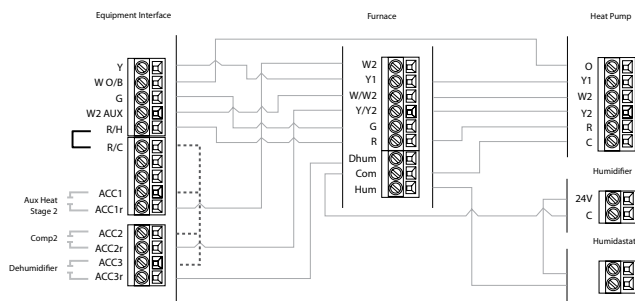 Equipment Interface
Furnace
Heat Pump
Y
W O/B
G
W2 AUX
R/H
R/C
Aux Heat
Stage 2
ACC1
ACC1r
Comp2
ACC2
ACC2r
Dehumidifier
ACC3
ACC3r
W2
Y1
W/W2
Y/Y2
G
R
Dhum
Com
Hum
O
Y1
W2
Y2
R
C
Humidifier
24V
C
Humidastat